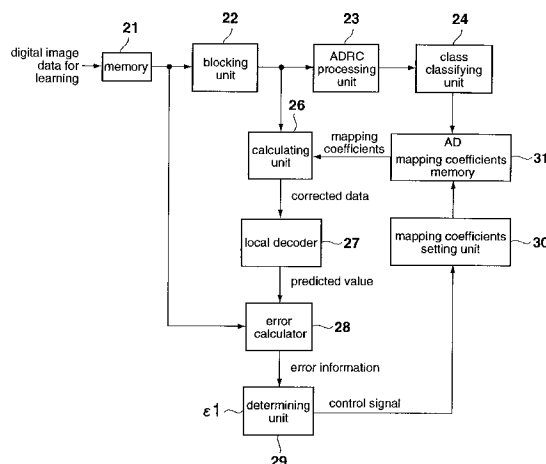 21
22
23
24
digital image
data for
learning
memory
blocking
unit
ADRC
processing
unit
class
classifying
unit
26
calculating
unit
mapping
coefficients
AD
mapping coefficients
memory
31
corrected data
local decoder
27
mapping coefficients
setting unit
30
predicted value
error
calculator
28
error information
ε1
determining
unit
control signal
29